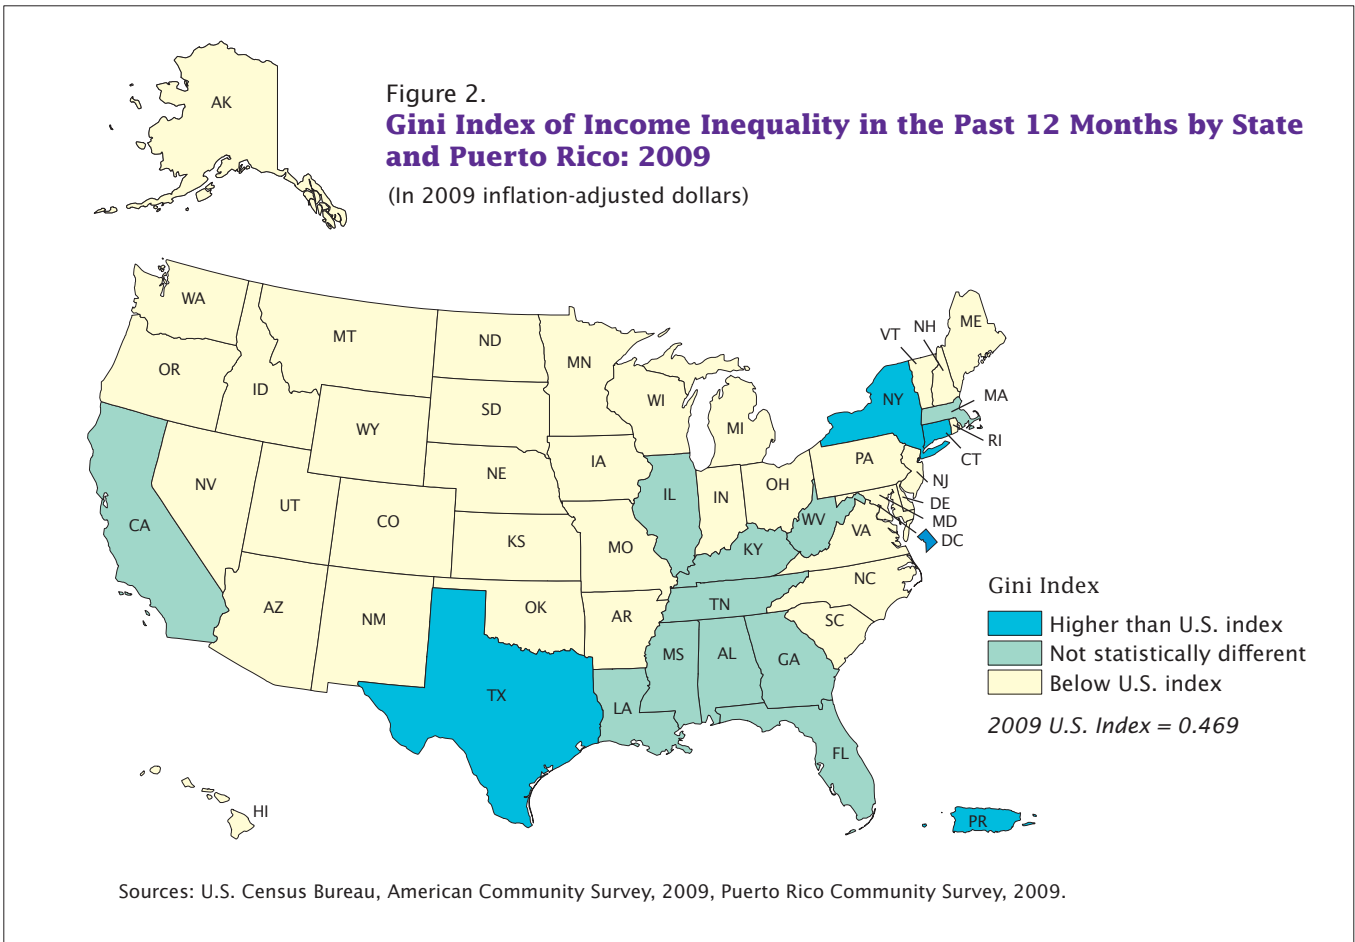 AK
Figure 2.
Gini Index of Income Inequality in the Past 12 Months by State
and Puerto Rico: 2009
(In 2009 inflation-adjusted dollars)
WA
MT
ND
MN
OR
ID
SD
WI
WY
MI
VT
NH
ME
NY
MA
RI
CT
NV
UT
CO
NE
IA
IL
IN
OH
PA
NJ
DE
MD
DC
CA
KS
MO
KY
WV
VA
AZ
NM
OK
AR
TN
NC
SC
TX
LA
MS
AL
GA
FL
HI
PR
Gini Index
Higher than U.S. index
Not statistically different
Below U.S. index
2009 U.S. Index = 0.469
Sources: U.S. Census Bureau, American Community Survey, 2009, Puerto Rico Community Survey, 2009.